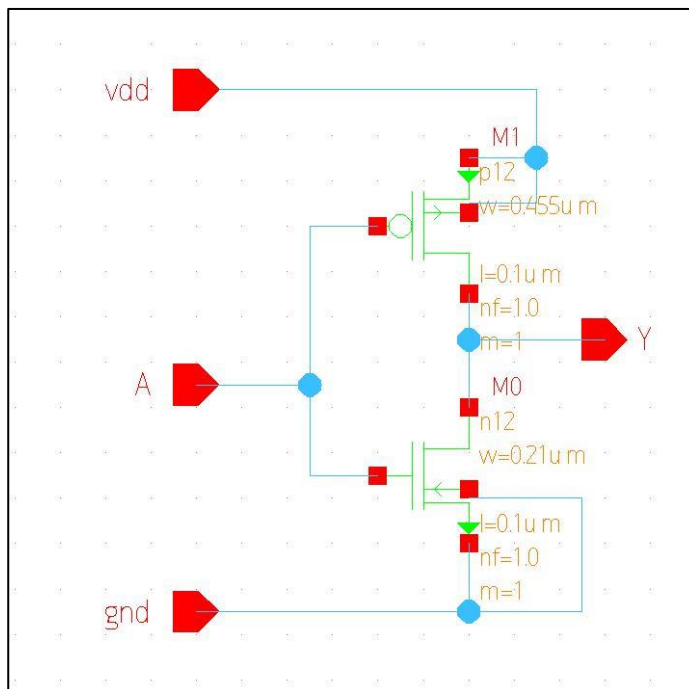 vdd
M1
p12
w=0.455u m
l=0.1u m
nf=1.0
m=1
Y
A
M0
n12
w=0.21u m
l=0.1u m
nf=1.0
m=1
gnd